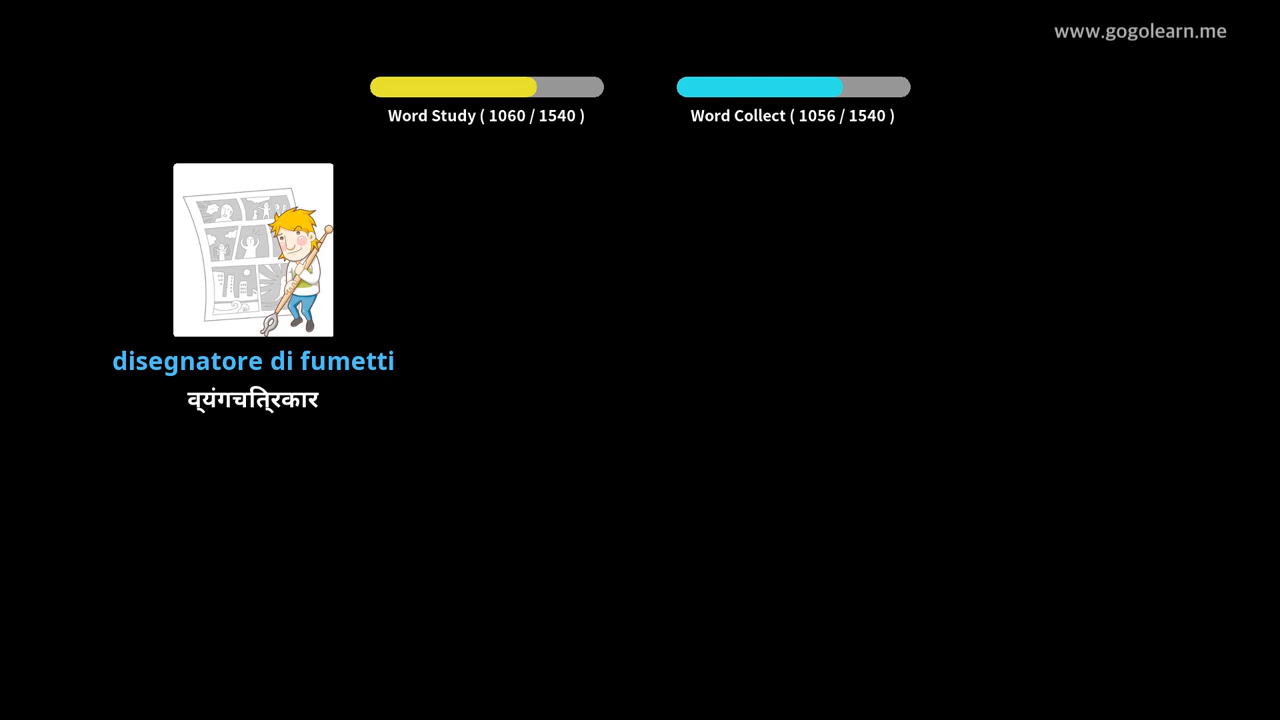 www.gogolearn.me
Word Study ( 1060 / 1540 )
Word Collect ( 1056 / 1540 )
disegnatore di fumetti
व्यंगचित्रकार